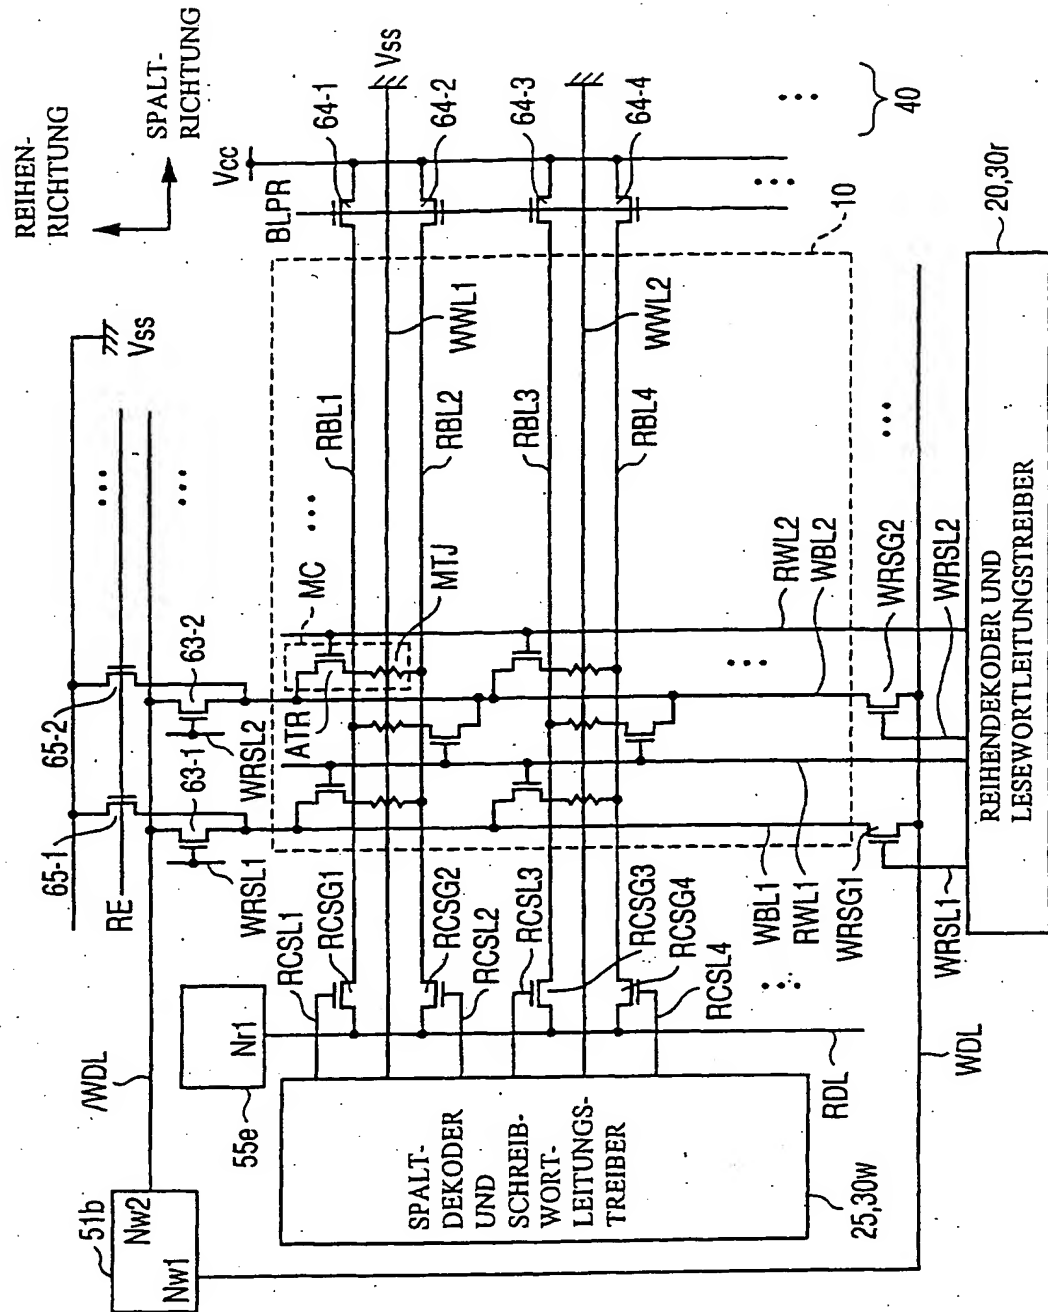 REIHEN-
RICHTUNG
SPALT-
RICHTUNG
Vcc
BLPR
64-1
Vss
64-2
64-3
64-4
40
Vss
65-2
63-2
65-1
63-1
RE
WRSL2
WRSL1
/WDL
51b
Nw2
Nw1
55e
Nr1
10
MC
MTJ
ATR
RBL1
WWL1
RBL2
RBL3
WWL2
RBL4
RCSL1
RCSG1
RCSG2
RCSL2
RCSL3
RCSG3
RCSG4
RCSL4
RWL2
WBL2
WRSG2
WRSL2
WBL1
RWL1
WRSG1
WRSL1
RDL
WDL
SPALT-
DEKODER
UND
SCHREIB-
WORT-
LEITUNGS-
TREIBER
25,30w
REIHENDEKODER UND
LESEWORTLEITUNGSTREIBER
20,30r